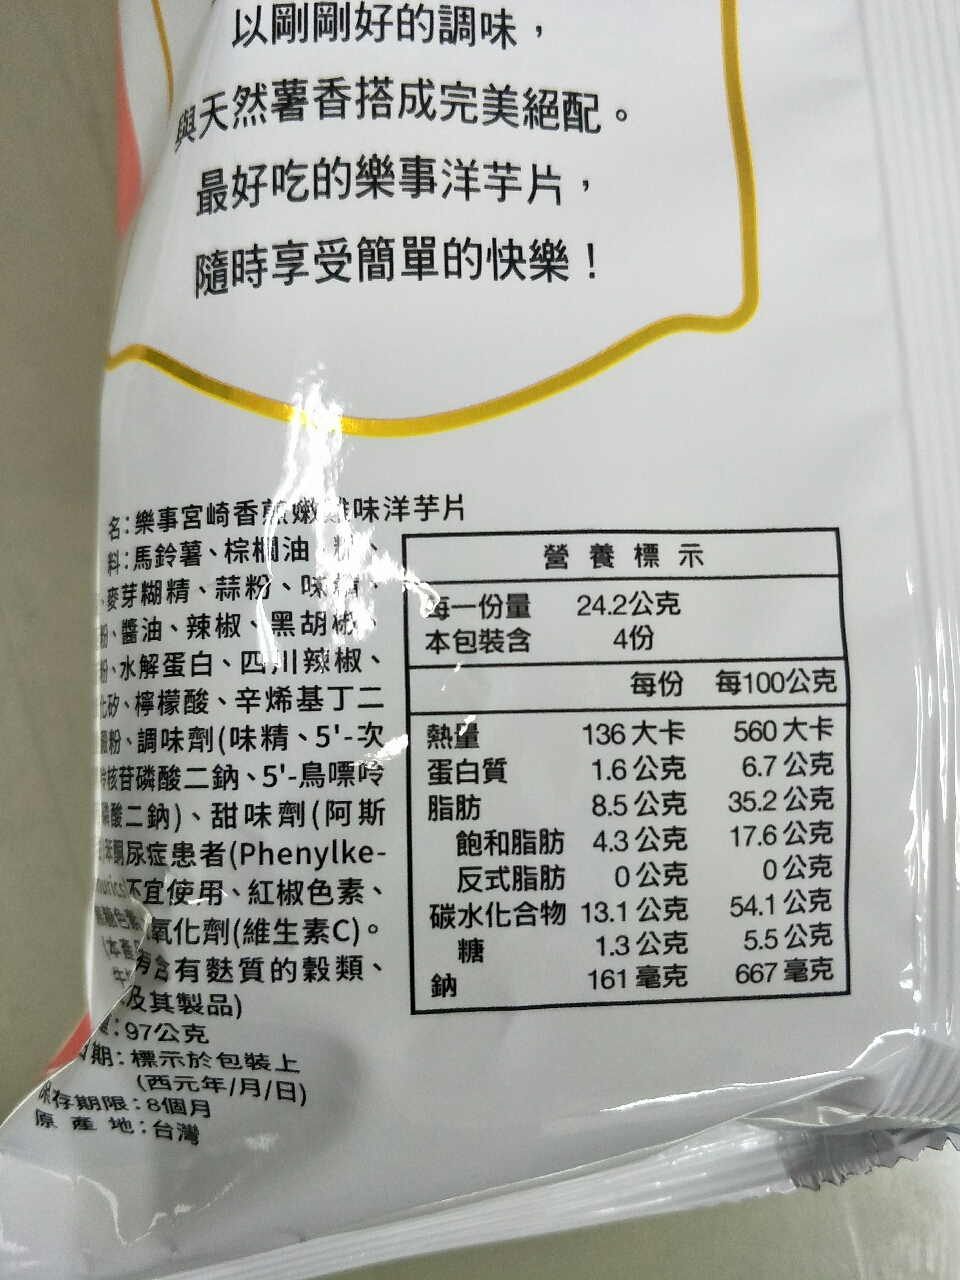 以剛剛好的調味，
與天然薯香搭成完美絕配。
最好吃的樂事洋芋片，
隨時享受簡單的快樂！
名：樂事宮崎香煎嫩雞味洋芋片
料：馬鈴薯、棕櫚油、粉、
、麥芽糊精、蒜粉、味精、
粉、醬油、辣椒、黑胡椒、
粉、水解蛋白、四川辣椒、
化矽、檸檬酸、辛烯基丁二
澱粉、調味劑(味精、5'-次
核苷磷酸二鈉、5'-鳥嘌呤
磷酸二鈉)、甜味劑(阿斯
苯酮尿症患者(Phenylke-
不宜使用、紅椒色素、
氧化劑(維生素C)。
(本產
含有麩質的穀類、
及其製品)
：97公克
日期：標示於包裝上
(西元年/月/日)
保存期限：8個月
原產地：台灣
營養標示
每一份量 24.2公克
本包裝含 4份
每份 每100公克
熱量 136大卡 560大卡
蛋白質 1.6公克 6.7公克
脂肪 8.5公克 35.2公克
飽和脂肪 4.3公克 17.6公克
反式脂肪 0公克 0公克
碳水化合物 13.1公克 54.1公克
糖 1.3公克 5.5公克
鈉 161毫克 667毫克